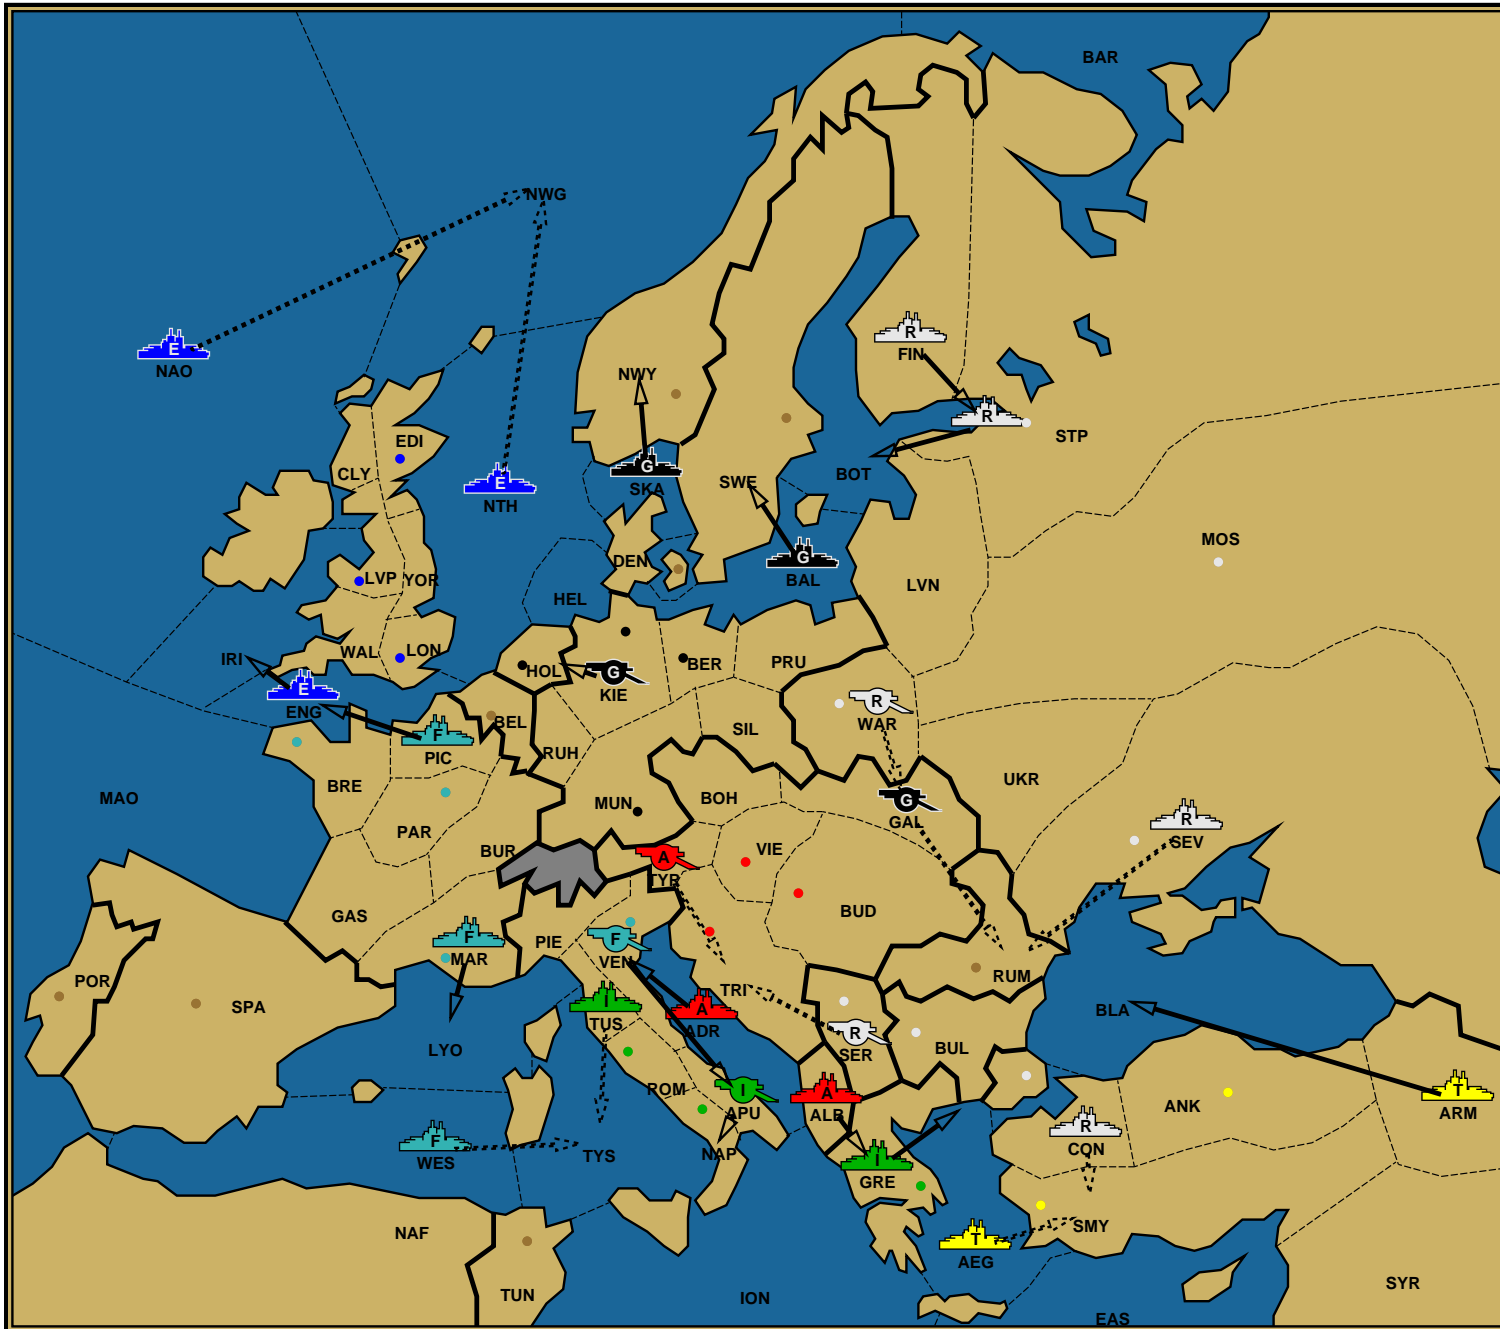 BAR
NWG
E
NAO
R
FIN
NWY
R
STP
EDI
CLY
BOT
G
SKA
SWE
E
NTH
MOS
G
BAL
DEN
LVP
YOR
LVN
HEL
IRI
WAL
LON
HOL
G
KIE
BER
PRU
E
ENG
R
WAR
BEL
SIL
F
PIC
RUH
UKR
BRE
MAO
MUN
BOH
G
GAL
R
SEV
PAR
BUR
VIE
A
TYR
BUD
GAS
F
MAR
PIE
F
VEN
RUM
POR
SPA
TRI
I
TUS
A
ADR
BLA
R
SER
BUL
LYO
ROM
I
APU
A
ALB
ANK
T
ARM
R
CON
F
WES
TYS
NAP
I
GRE
NAF
T
AEG
SMY
SYR
TUN
ION
EAS